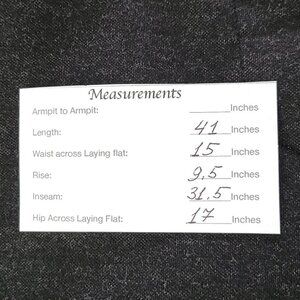 Measurements
Armpit to Armpit: ______Inches
Length: 41 Inches
Waist across Laying flat: 15 Inches
Rise: 9.5 Inches
Inseam: 31.5 Inches
Hip Across Laying Flat: 17 Inches